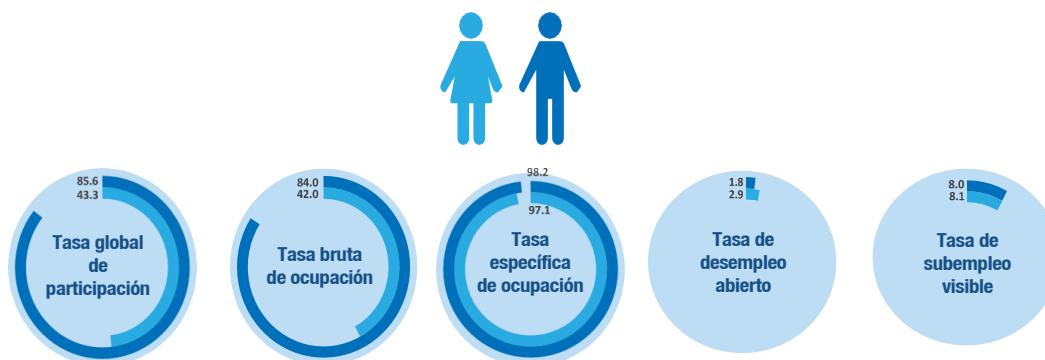 85.6
43.3
Tasa global
de
participación
84.0
42.0
Tasa bruta
de ocupación
98.2
97.1
Tasa
específica
de ocupación
1.8
2.9
Tasa de
desempleo
abierto
8.0
8.1
Tasa de
subempleo
visible